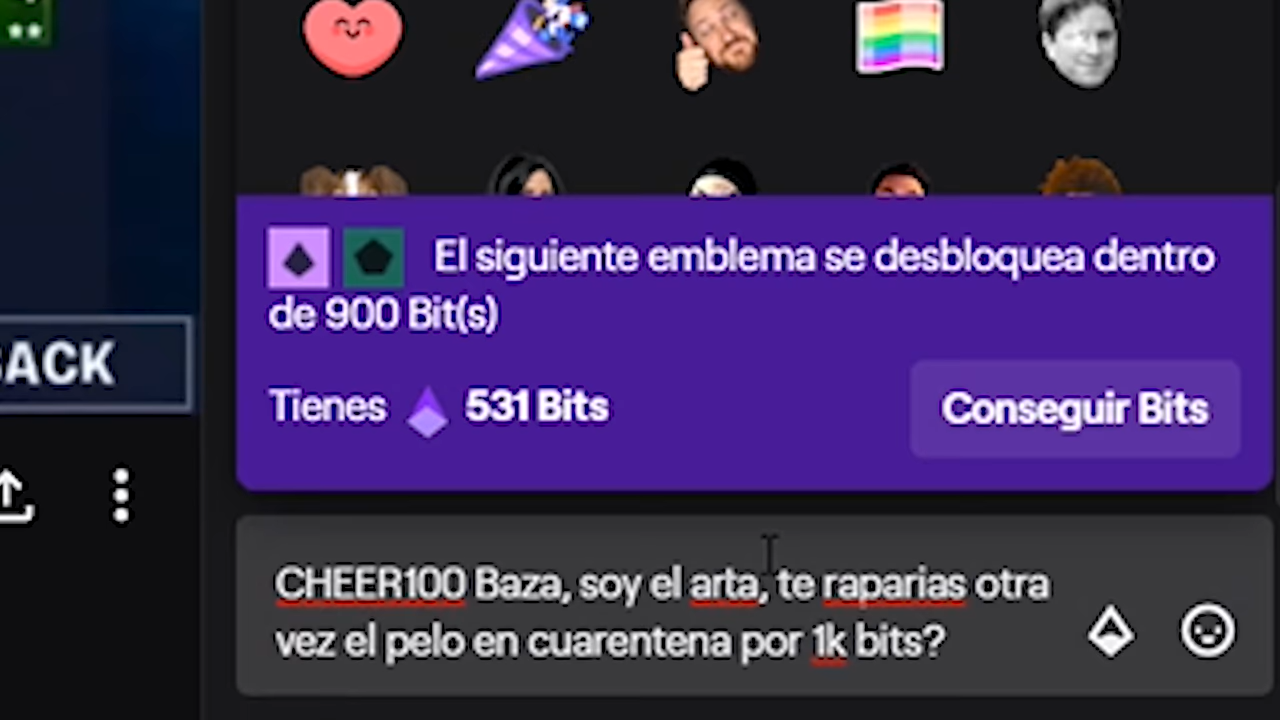 El siguiente emblema se desbloquea dentro
de 900 Bit(s)
BACK
Tienes 531 Bits
Conseguir Bits
CHEER100 Baza, soy el arta, te raparias otra
vez el pelo en cuarentena por 1k bits?